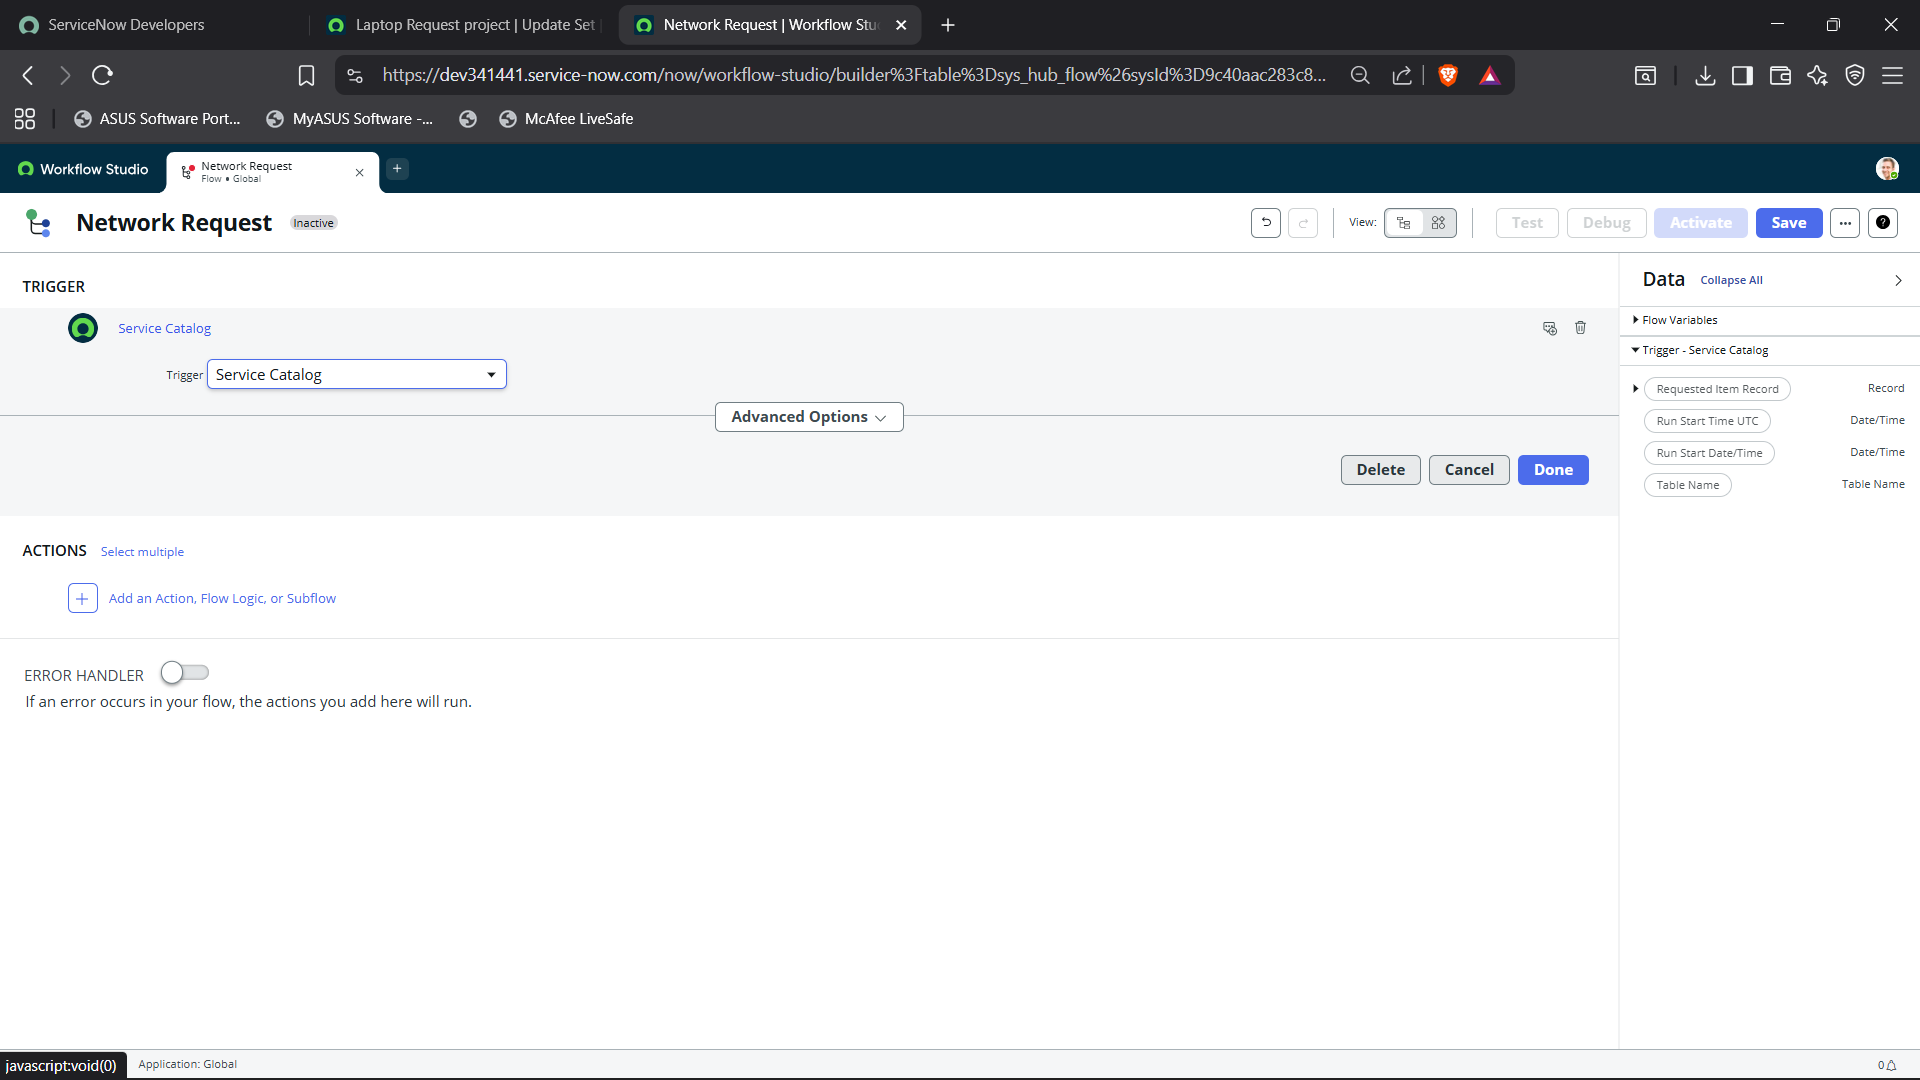 ServiceNow Developers
Laptop Request project | Update Set
Network Request | Workflow Stu
https://dev341441.service-now.com/now/workflow-studio/builder%3Ftable%3Dsys_hub_flow%26sysId%3D9c40aac283c8...
ASUS Software Port...
MyASUS Software -...
McAfee LiveSafe
Workflow Studio
Network Request
Flow • Global
Network Request
Inactive
View:
Test
Debug
Activate
Save
TRIGGER
Service Catalog
Trigger
Service Catalog
Advanced Options
Delete
Cancel
Done
ACTIONS
Select multiple
Add an Action, Flow Logic, or Subflow
ERROR HANDLER
If an error occurs in your flow, the actions you add here will run.
Data
Collapse All
Flow Variables
Trigger - Service Catalog
Requested Item Record
Record
Run Start Time UTC
Date/Time
Run Start Date/Time
Date/Time
Table Name
Table Name
javascript:void(0)
Application: Global
0